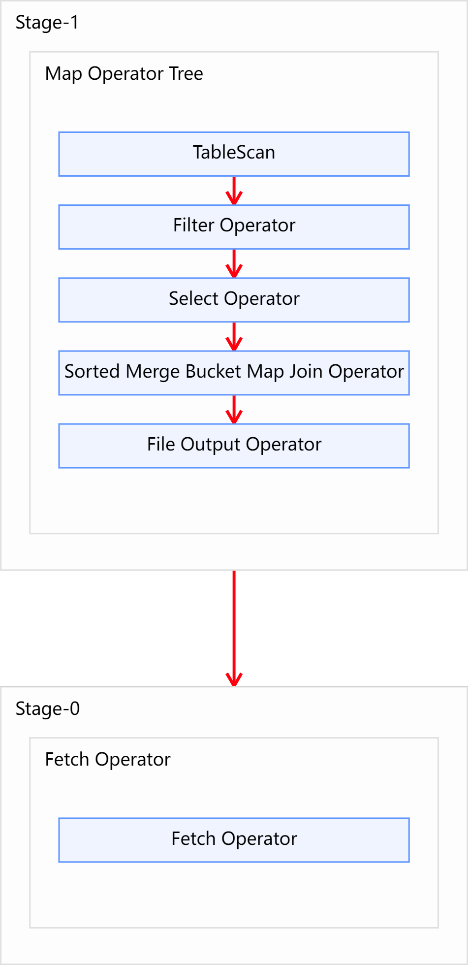 Stage-1
Map Operator Tree
TableScan
Filter Operator
Select Operator
Sorted Merge Bucket Map Join Operator
File Output Operator
Stage-0
Fetch Operator
Fetch Operator